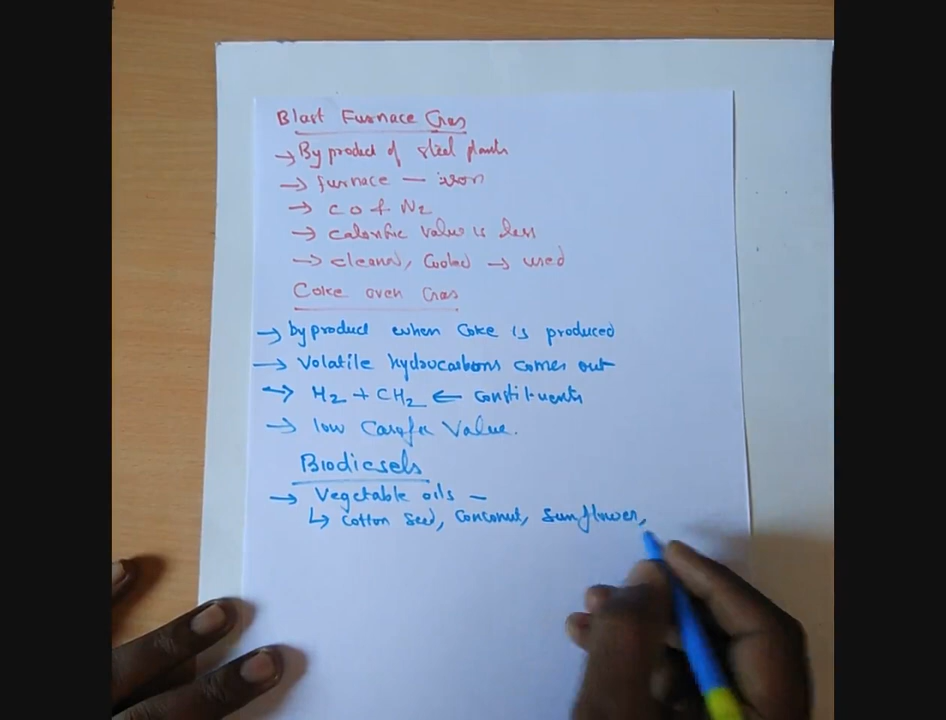 Blast Furnace Gas
→ By product of steel plants
→ furnace — iron
→ CO + N2
→ calorific value is less
→ cleaned, Cooled → used
Coke oven Gas
→ by product when Coke is produced
→ Volatile hydrocarbons comes out
→ H2 + CH2 ← constituents
→ low Value.
Biodiesels
→ Vegetable oils –
↳ cotton seed, Conconut, Sunflower,